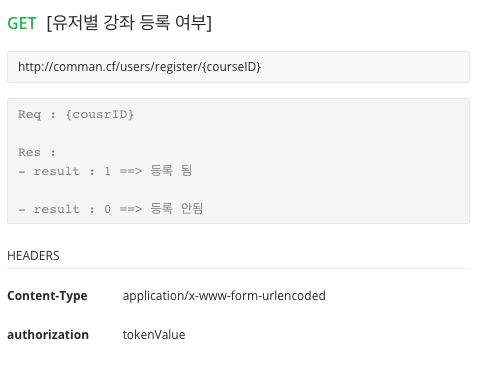 GET [유저별 강좌 등록 여부]
http://comman.cf/users/register/{courseID}
Req : {cousrID}
Res :
- result : 1 ==> 등록 됨
- result : 0 ==> 등록 안됨
HEADERS
Content-Type application/x-www-form-urlencoded
authorization tokenValue